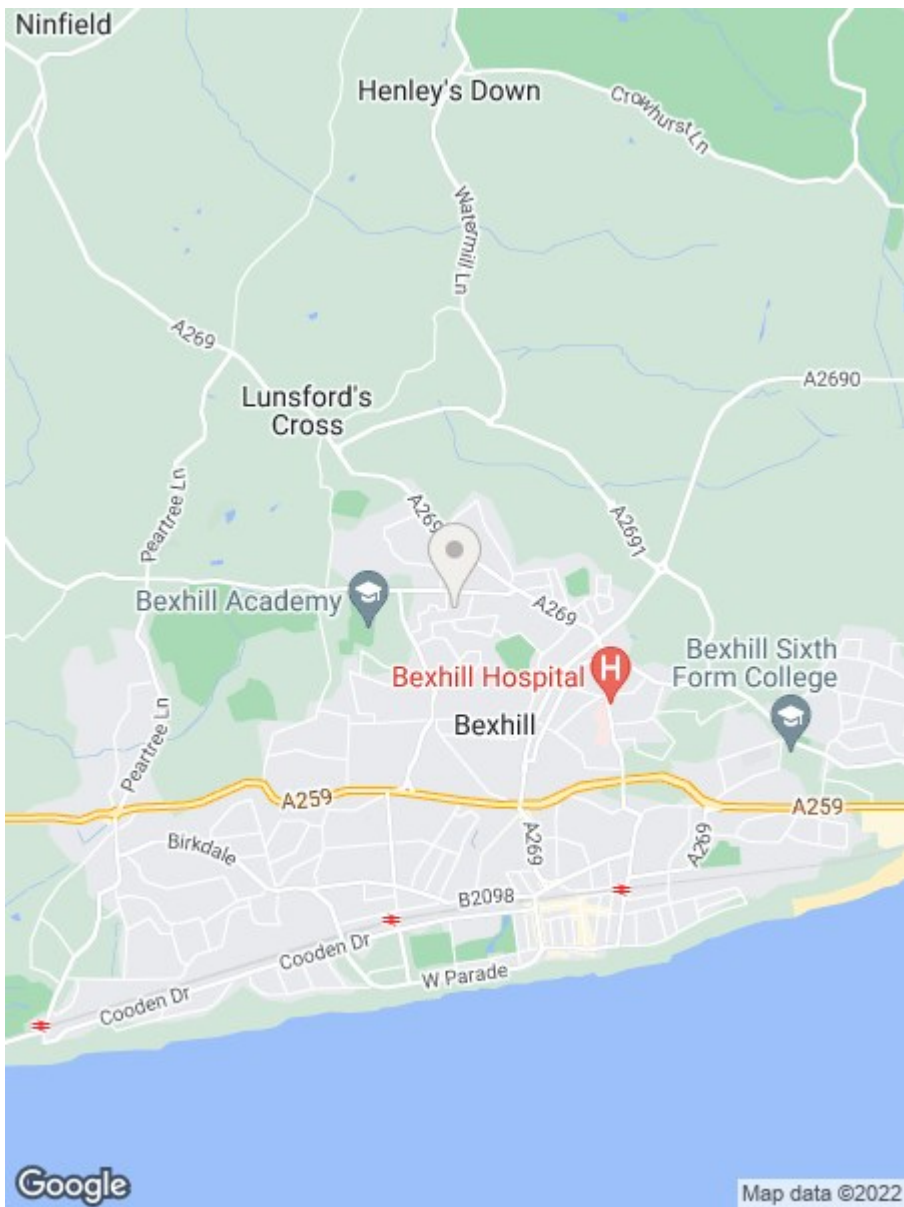 Ninfield
Henley's Down
Crowhurst Ln
Watermill Ln
A269
A2690
Lunsford's
Cross
Peartree Ln
A269
A2691
Bexhill Academy
A269
Bexhill Sixth
Form College
Bexhill Hospital
H
Bexhill
Peartree Ln
A259
A259
Birkdale
A269
A269
B2098
Cooden Dr
W Parade
Cooden Dr
Google
Map data ©2022